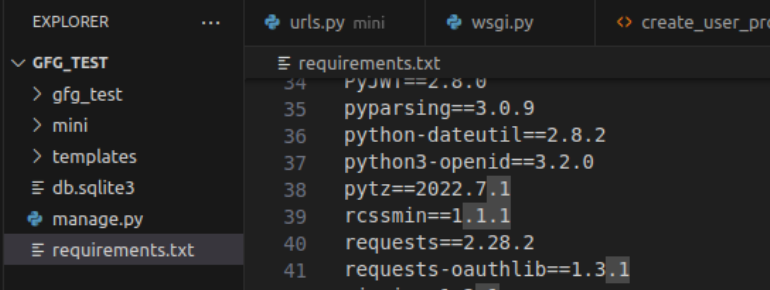 EXPLORER ...
urls.py mini wsgi.py <> create_user_pro
GFG_TEST
requirements.txt
gfg_test
mini
templates
db.sqlite3
manage.py
requirements.txt
34 PyJWT==2.8.0
35 pyparsing==3.0.9
36 python-dateutil==2.8.2
37 python3-openid==3.2.0
38 pytz==2022.7.1
39 rcssmin==1.1.1
40 requests==2.28.2
41 requests-oauthlib==1.3.1